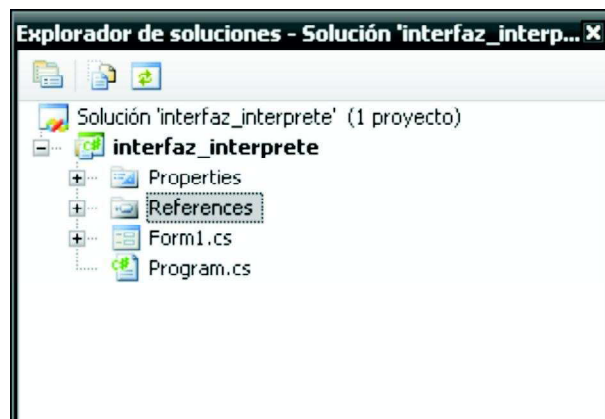 Explorador de soluciones - Solución 'interfaz_interp...
Solución 'interfaz_interprete' (1 proyecto)
interfaz_interprete
Properties
References
Form1.cs
Program.cs